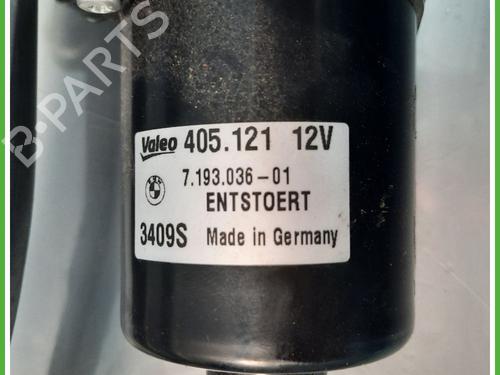 B-PARTS
Valeo 405.121 12V
7.193.036-01
ENTSTOERT
3409S Made in Germany